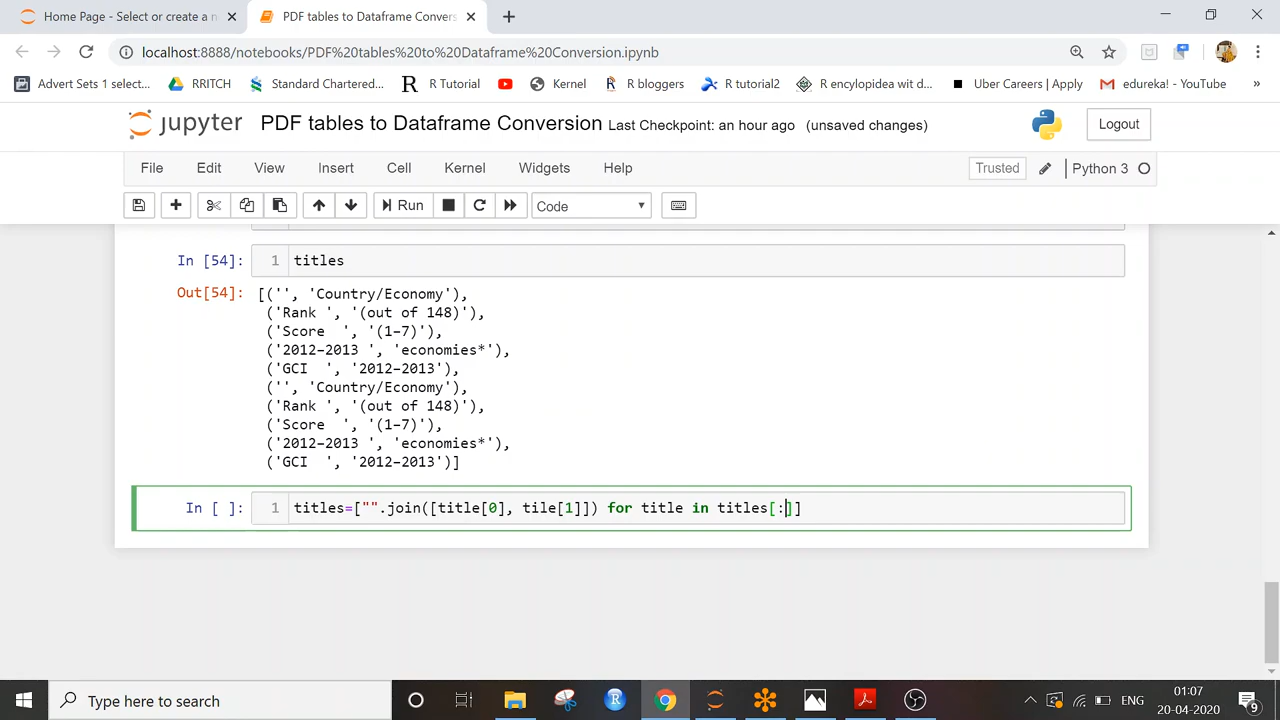 Home Page - Select or create a n
PDF tables to Dataframe Convers
localhost:8888/notebooks/PDF%20tables%20to%20Dataframe%20Conversion.ipynb
Advert Sets 1 select... RRITCH Standard Chartered... R Tutorial Kernel R bloggers R tutorial2 R encylopidea wit d... Uber Careers | Apply edureka! - YouTube »
jupyter PDF tables to Dataframe Conversion Last Checkpoint: an hour ago (unsaved changes) Logout
File Edit View Insert Cell Kernel Widgets Help Trusted Python 3
Run Code
In [54]: 1 titles
Out[54]: [('', 'Country/Economy'),
('Rank ', '(out of 148)'),
('Score  ', '(1–7)'),
('2012–2013 ', 'economies*'),
('GCI  ', '2012–2013'),
('', 'Country/Economy'),
('Rank ', '(out of 148)'),
('Score  ', '(1–7)'),
('2012–2013 ', 'economies*'),
('GCI  ', '2012–2013')]
In [ ]: 1 titles=["".join([title[0], tile[1]]) for title in titles[:]]
Type here to search
ENG
01:07
20-04-2020
9